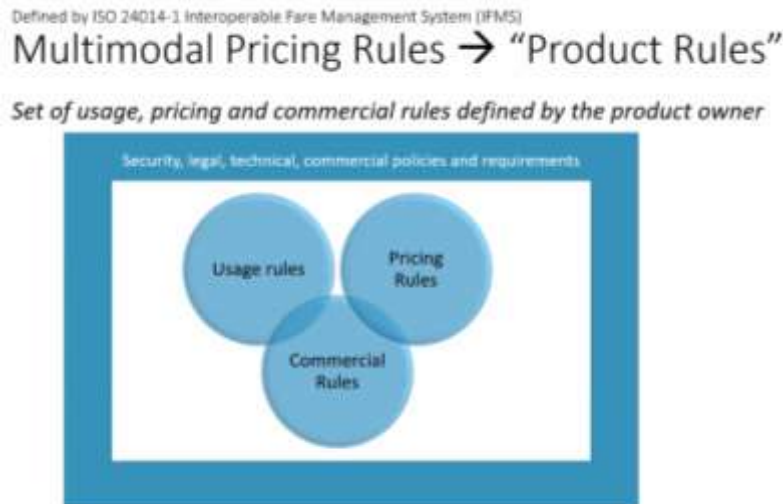 Defined by ISO 24014-1 Interoperable Fare Management System (IFMS)
Multimodal Pricing Rules → “Product Rules”
Set of usage, pricing and commercial rules defined by the product owner
Security, legal, technical, commercial policies and requirements
Usage rules
Pricing
Rules
Commercial
Rules